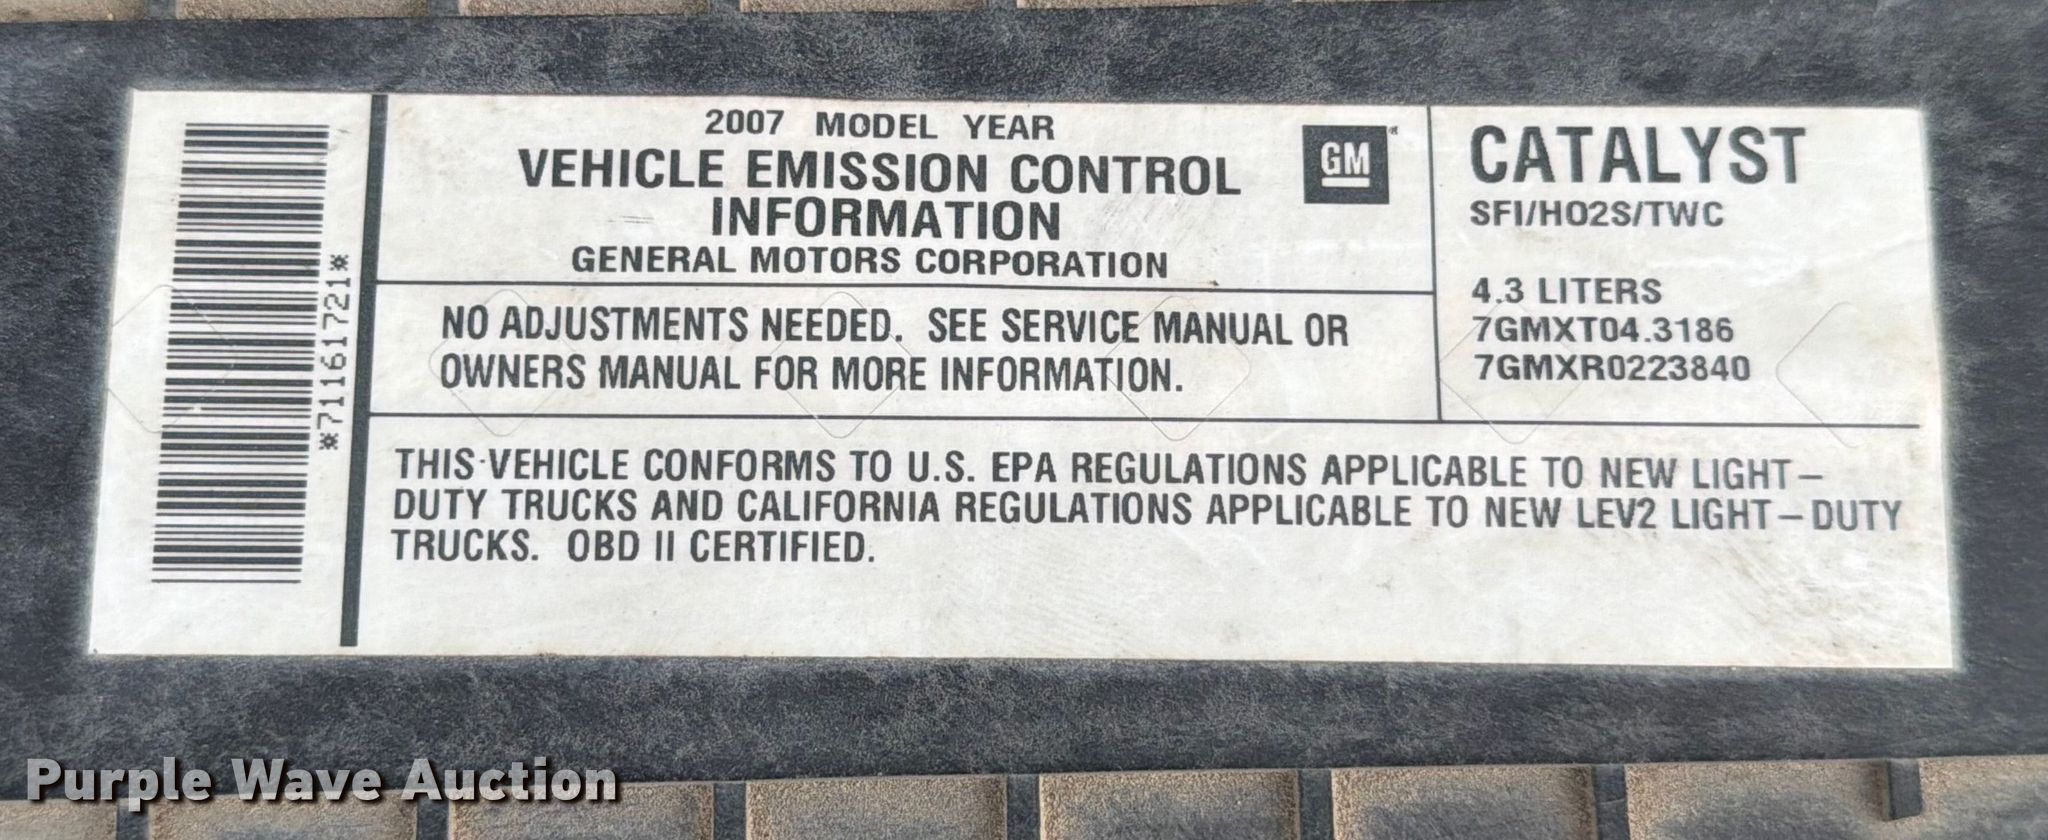 2007 MODEL YEAR
VEHICLE EMISSION CONTROL
INFORMATION
GENERAL MOTORS CORPORATION
GM
CATALYST
SFI/HO2S/TWC
4.3 LITERS
7GMXT04.3186
7GMXR0223840
NO ADJUSTMENTS NEEDED. SEE SERVICE MANUAL OR
OWNERS MANUAL FOR MORE INFORMATION.
THIS VEHICLE CONFORMS TO U.S. EPA REGULATIONS APPLICABLE TO NEW LIGHT-
DUTY TRUCKS AND CALIFORNIA REGULATIONS APPLICABLE TO NEW LEV2 LIGHT-DUTY
TRUCKS. OBD II CERTIFIED.
*71161721*
Purple Wave Auction